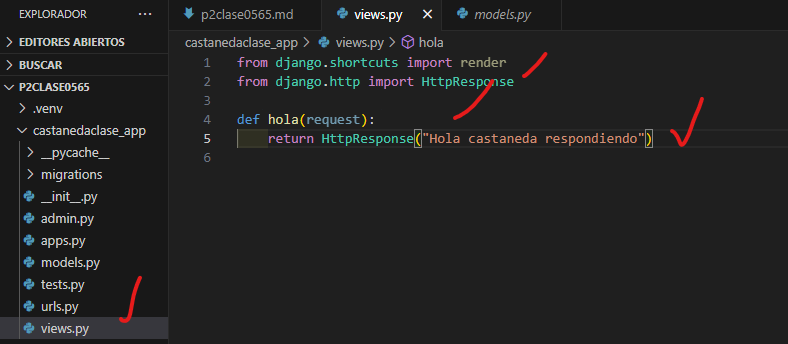 EXPLORADOR ...
EDITORES ABIERTOS
BUSCAR
P2CLASE0565
.venv
castanedaclase_app
__pycache__
migrations
__init__.py
admin.py
apps.py
models.py
tests.py
urls.py
views.py
p2clase0565.md views.py models.py
castanedaclase_app > views.py > hola
1 from django.shortcuts import render
2 from django.http import HttpResponse
3
4 def hola(request):
5 return HttpResponse("Hola castaneda respondiendo")
6